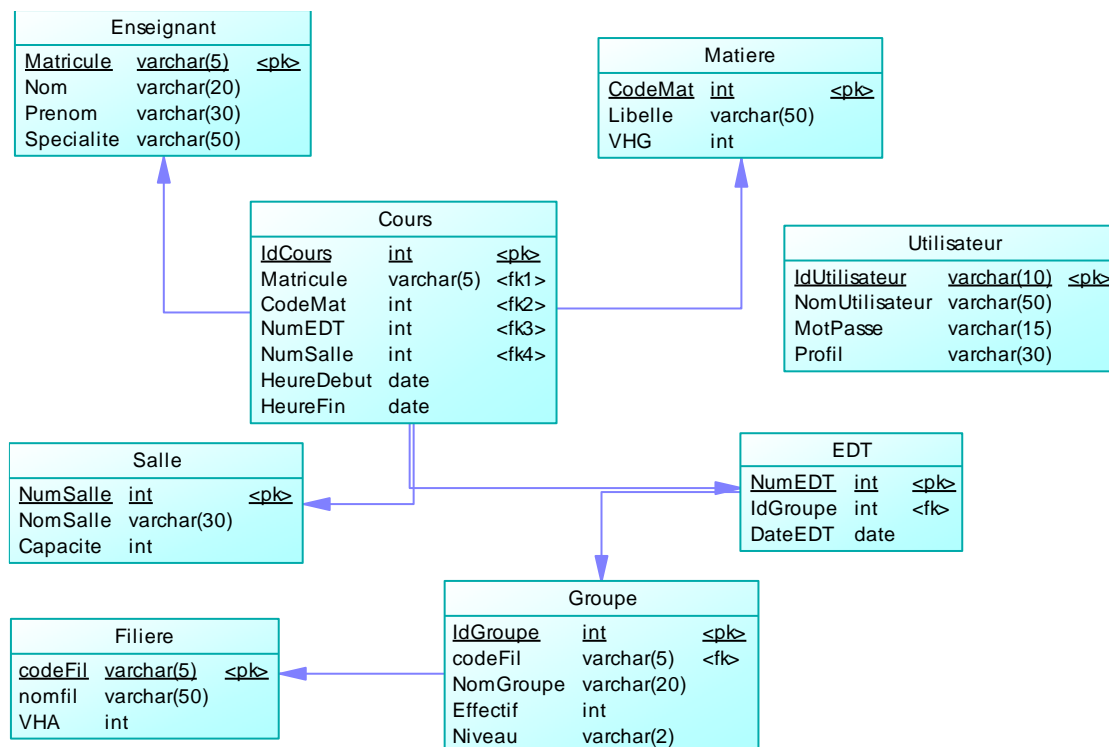 Enseignant
Matricule varchar(5) <pk>
Nom varchar(20)
Prenom varchar(30)
Specialite varchar(50)
Matiere
CodeMat int <pk>
Libelle varchar(50)
VHG int
Cours
IdCours int <pk>
Matricule varchar(5) <fk1>
CodeMat int <fk2>
NumEDT int <fk3>
NumSalle int <fk4>
HeureDebut date
HeureFin date
Utilisateur
IdUtilisateur varchar(10) <pk>
NomUtilisateur varchar(50)
MotPasse varchar(15)
Profil varchar(30)
Salle
NumSalle int <pk>
NomSalle varchar(30)
Capacite int
EDT
NumEDT int <pk>
IdGroupe int <fk>
DateEDT date
Groupe
IdGroupe int <pk>
codeFil varchar(5) <fk>
NomGroupe varchar(20)
Effectif int
Niveau varchar(2)
Filiere
codeFil varchar(5) <pk>
nomfil varchar(50)
VHA int